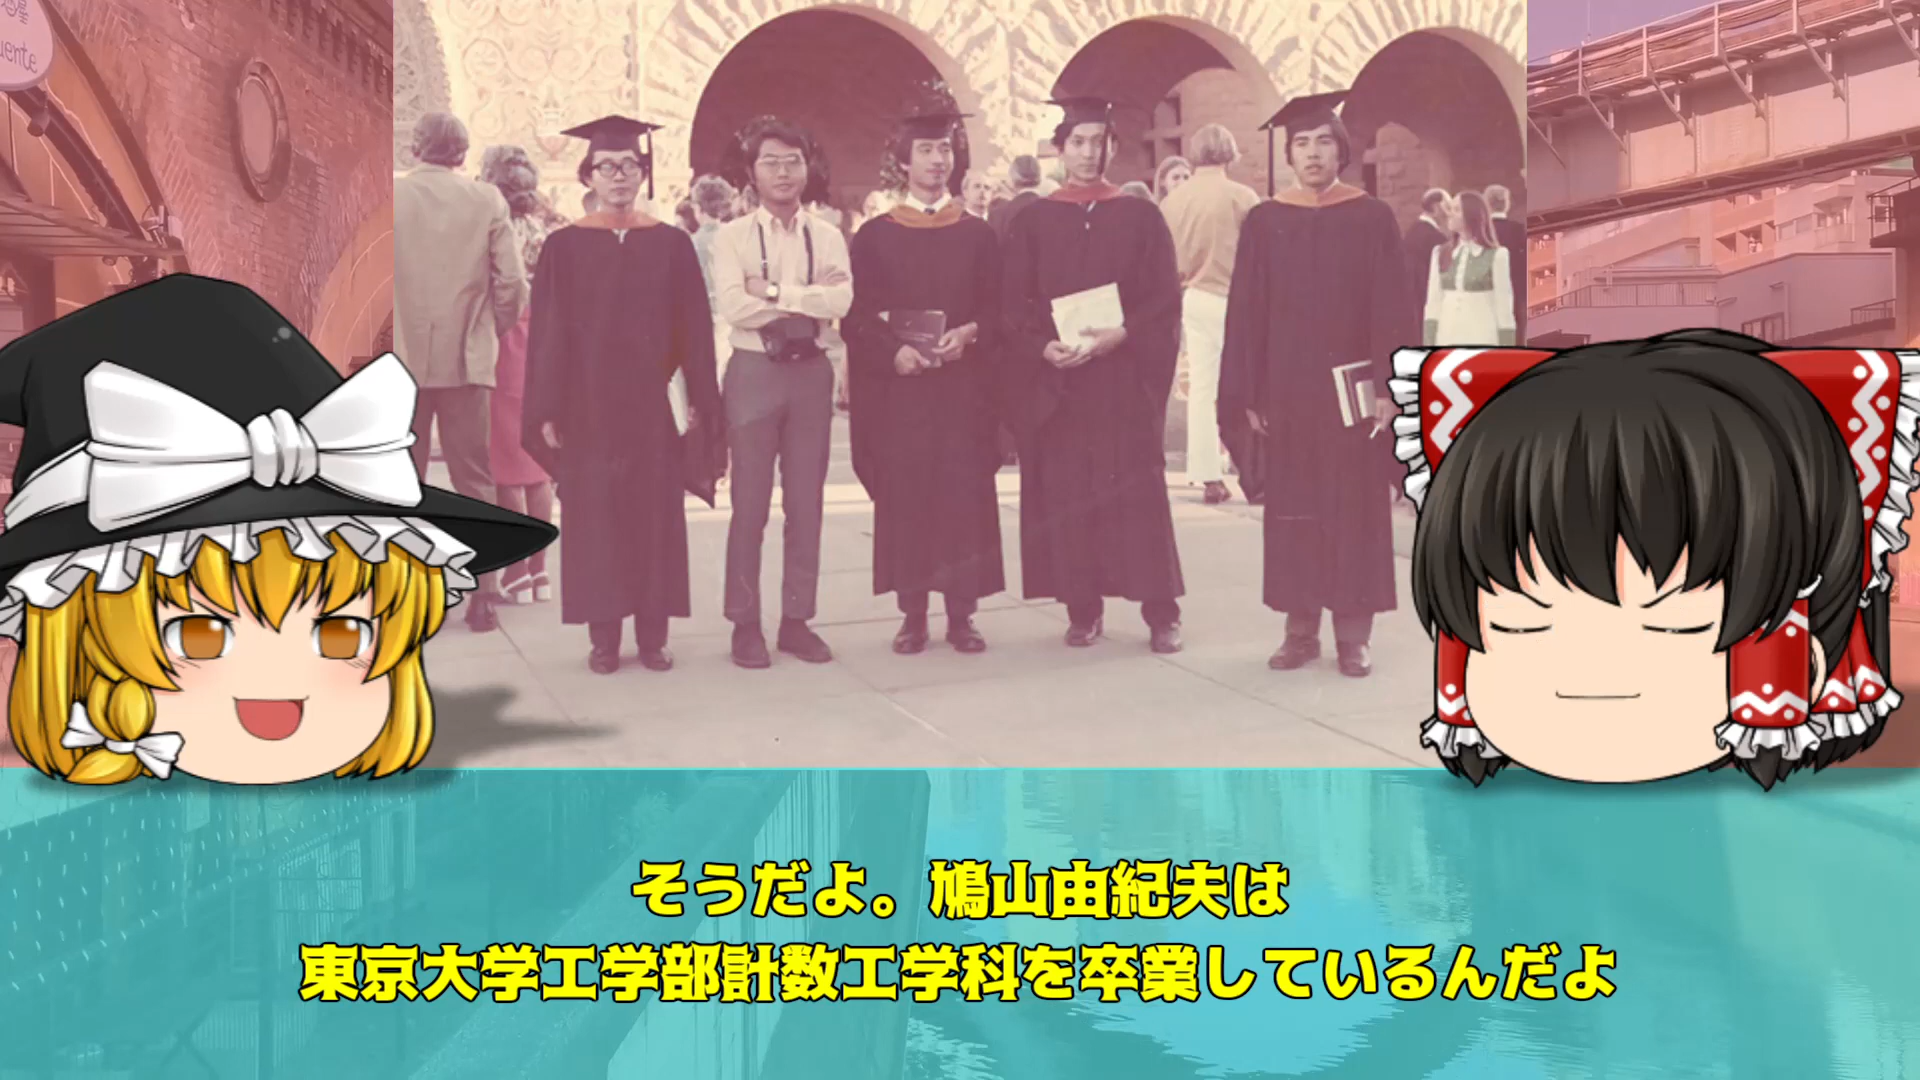 uente
そうだよ。鳩山由紀夫は
東京大学工学部計数工学科を卒業しているんだよ